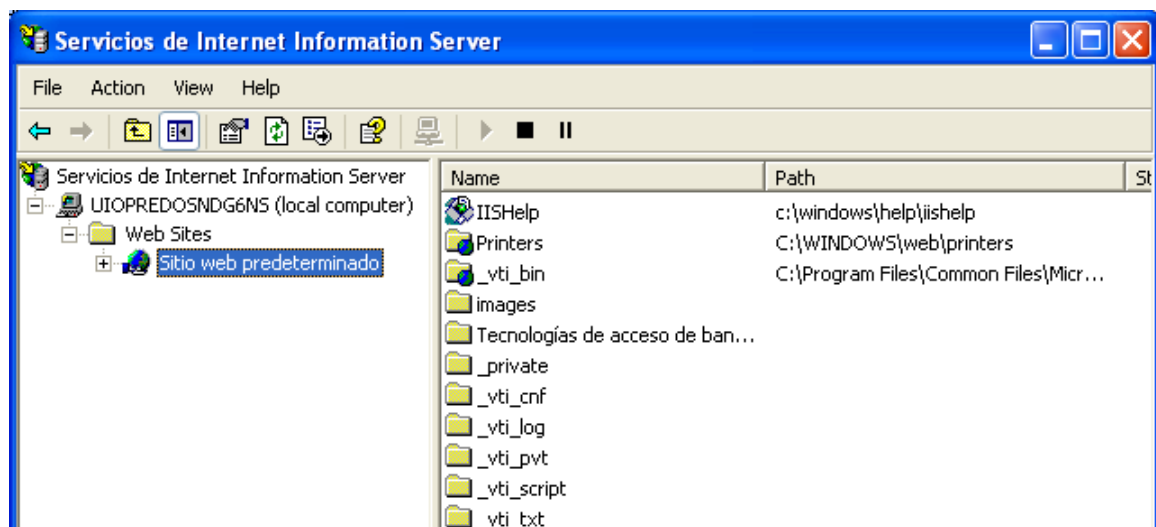 Servicios de Internet Information Server
File Action View Help
Servicios de Internet Information Server
UIOPREDOSNDG6NS (local computer)
Web Sites
Sitio web predeterminado
Name Path St
IISHelp c:\windows\help\iishelp
Printers C:\WINDOWS\web\printers
_vti_bin C:\Program Files\Common Files\Micr...
images
Tecnologías de acceso de ban...
_private
_vti_cnf
_vti_log
_vti_pvt
_vti_script
_vti_txt